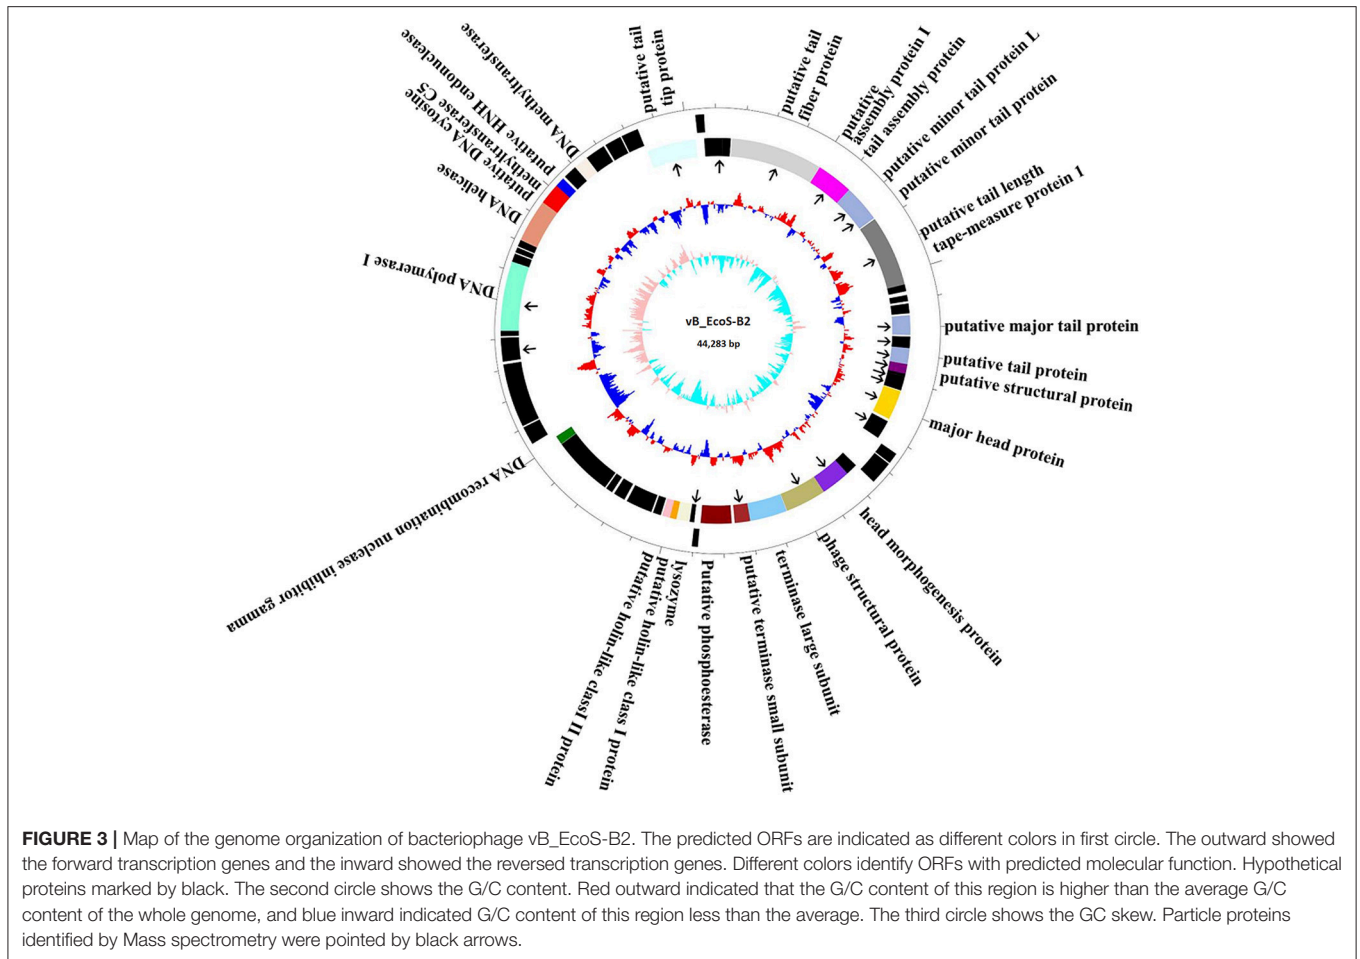 putative tail
tip protein
putative tail
fiber protein
putative
assembly protein I
tail assembly protein
putative minor tail protein L
putative minor tail protein
putative tail length
tape-measure protein 1
putative major tail protein
putative tail protein
putative structural protein
major head protein
head morphogenesis protein
phage structural protein
terminase large subunit
putative terminase small subunit
Putative phosphoesterase
lysozyme
putative holin-like class I protein
putative holin-like classI II protein
DNA recombination nuclease inhibitor gamma
DNA polymerase I
DNA helicase
putative DNA cytosine
methyltransferase C5
putative HNH endonuclease
DNA methyltransferase
vB_EcoS-B2
44,283 bp
FIGURE 3 | Map of the genome organization of bacteriophage vB_EcoS-B2. The predicted ORFs are indicated as different colors in first circle. The outward showed
the forward transcription genes and the inward showed the reversed transcription genes. Different colors identify ORFs with predicted molecular function. Hypothetical
proteins marked by black. The second circle shows the G/C content. Red outward indicated that the G/C content of this region is higher than the average G/C
content of the whole genome, and blue inward indicated G/C content of this region less than the average. The third circle shows the GC skew. Particle proteins
identified by Mass spectrometry were pointed by black arrows.